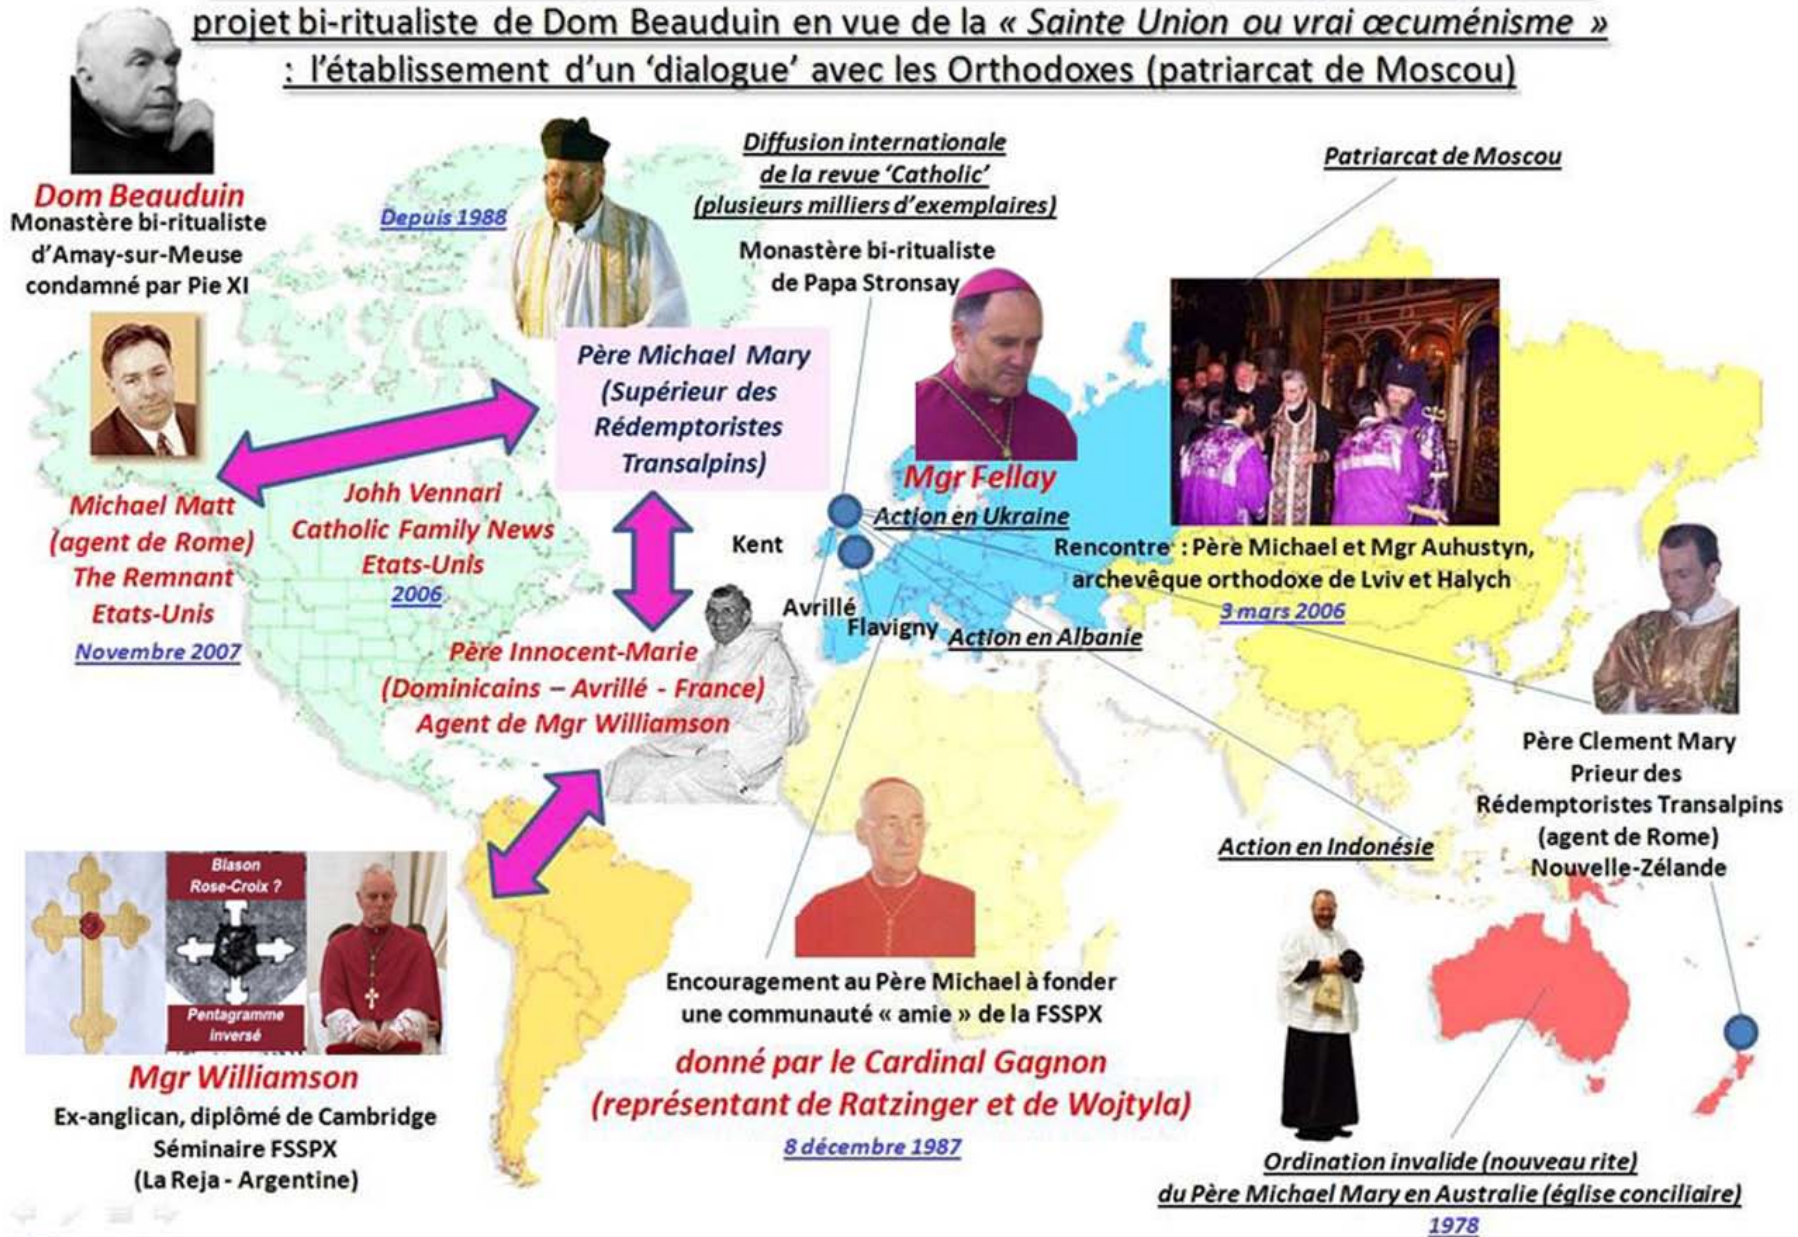 projet bi-ritualiste de Dom Beauduin en vue de la « Sainte Union ou vrai œcuménisme »
: l’établissement d’un ‘dialogue’ avec les Orthodoxes (patriarcat de Moscou)
Dom Beauduin
Monastère bi-ritualiste
d’Amay-sur-Meuse
condamné par Pie XI
Depuis 1988
Diffusion internationale
de la revue ‘Catholic’
(plusieurs milliers d’exemplaires)
Monastère bi-ritualiste
de Papa Stronsay
Patriarcat de Moscou
Père Michael Mary
(Supérieur des
Rédemptoristes
Transalpins)
Michael Matt
(agent de Rome)
The Remnant
Etats-Unis
Novembre 2007
Johh Vennari
Catholic Family News
Etats-Unis
2006
Mgr Fellay
Action en Ukraine
Kent
Rencontre : Père Michael et Mgr Auhustyn,
archevêque orthodoxe de Lviv et Halych
3 mars 2006
Avrillé
Flavigny
Action en Albanie
Père Innocent-Marie
(Dominicains – Avrillé - France)
Agent de Mgr Williamson
Père Clement Mary
Prieur des
Rédemptoristes Transalpins
(agent de Rome)
Nouvelle-Zélande
Action en Indonésie
Blason
Rose-Croix ?
Pentagramme
inversé
Mgr Williamson
Ex-anglican, diplômé de Cambridge
Séminaire FSSPX
(La Reja - Argentine)
Encouragement au Père Michael à fonder
une communauté « amie » de la FSSPX
donné par le Cardinal Gagnon
(représentant de Ratzinger et de Wojtyla)
8 décembre 1987
Ordination invalide (nouveau rite)
du Père Michael Mary en Australie (église conciliaire)
1978